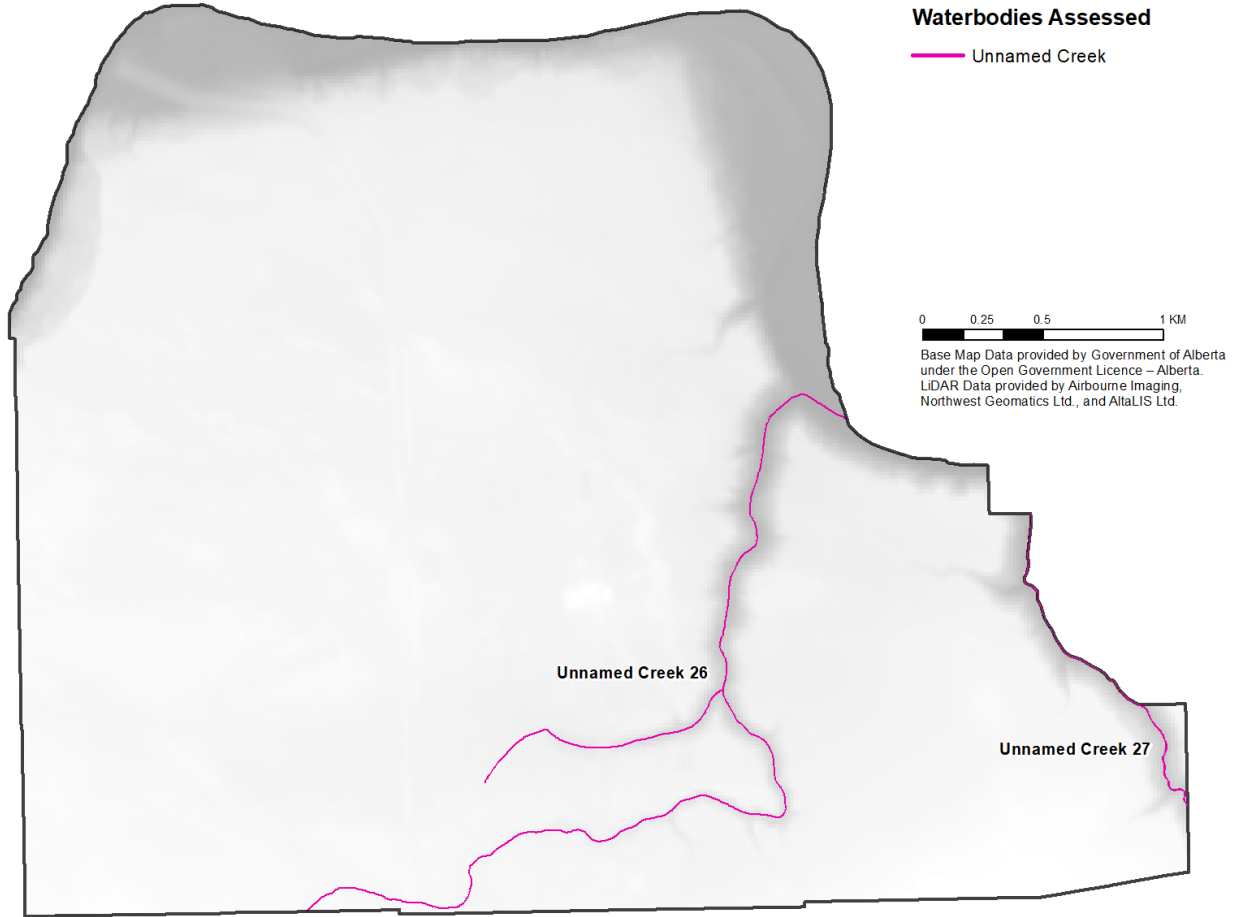 Waterbodies Assessed
Unnamed Creek
0 0.25 0.5 1 KM
Base Map Data provided by Government of Alberta
under the Open Government Licence – Alberta.
LiDAR Data provided by Airbourne Imaging,
Northwest Geomatics Ltd., and AltaLIS Ltd.
Unnamed Creek 26
Unnamed Creek 27